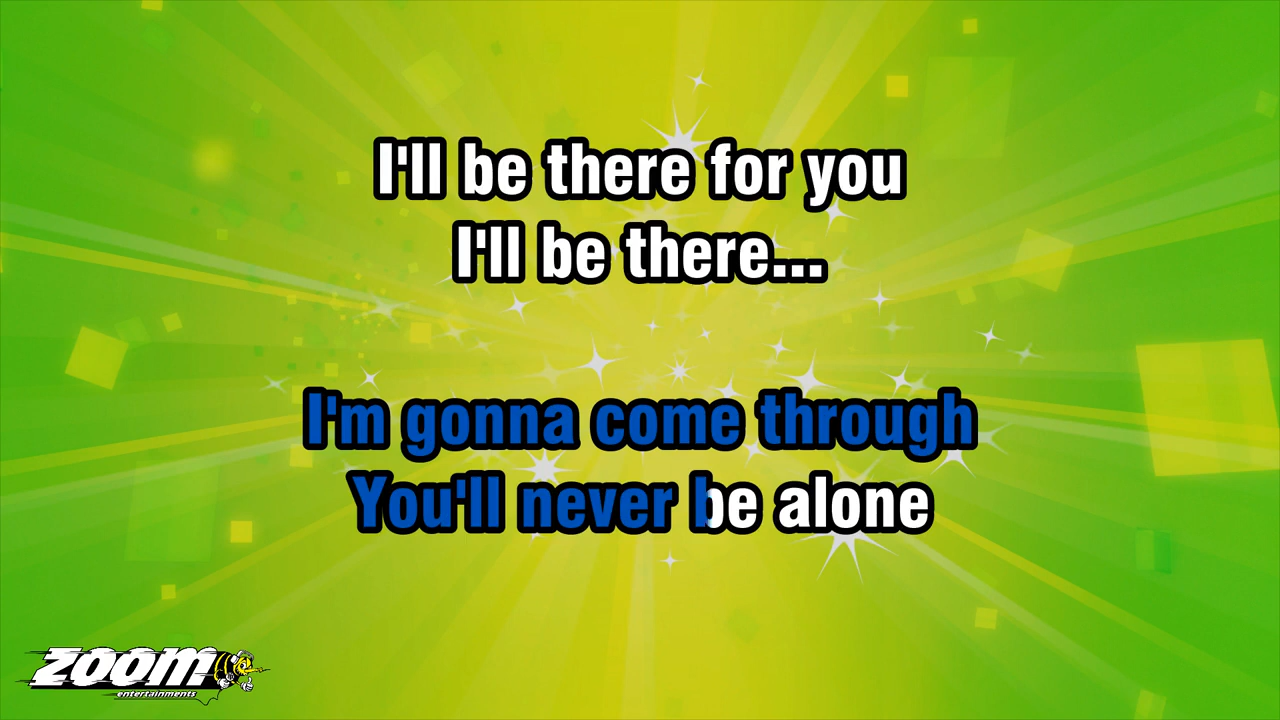 I'll be there for you
I'll be there...
I'm gonna come through
You'll never be alone
zoom
entertainments